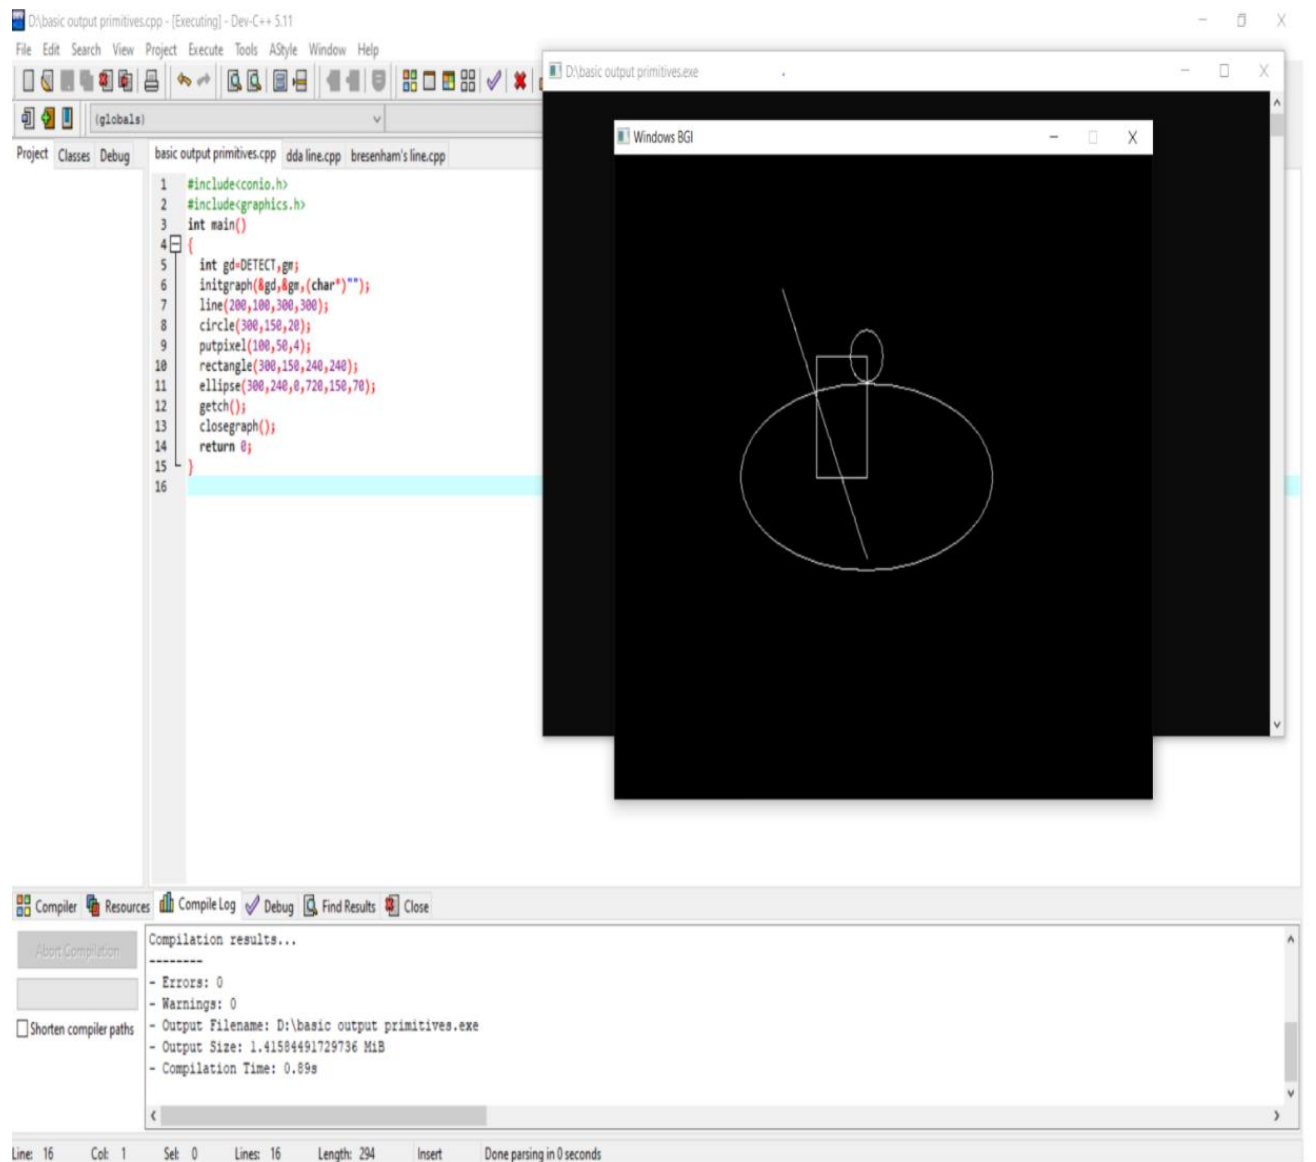 D:\basic output primitives.cpp - [Executing] - Dev-C++ 5.11
File Edit Search View Project Execute Tools AStyle Window Help
D:\basic output primitives.exe
(globals)
Windows BGI
Project Classes Debug
basic output primitives.cpp dda line.cpp bresenham's line.cpp
1 #include<conio.h>
2 #include<graphics.h>
3 int main()
4 {
5 int gd=DETECT,gm;
6 initgraph(&gd,&gm,(char*)"");
7 line(200,100,300,300);
8 circle(300,150,20);
9 putpixel(100,50,4);
10 rectangle(300,150,240,240);
11 ellipse(300,240,0,720,150,70);
12 getch();
13 closegraph();
14 return 0;
15 }
16
Compiler Resources Compile Log Debug Find Results Close
Abort Compilation
Compilation results...
--------
- Errors: 0
- Warnings: 0
- Output Filename: D:\basic output primitives.exe
Shorten compiler paths
- Output Size: 1.41584491729736 MiB
- Compilation Time: 0.89s
Line: 16 Col: 1 Sel: 0 Lines: 16 Length: 294 Insert Done parsing in 0 seconds